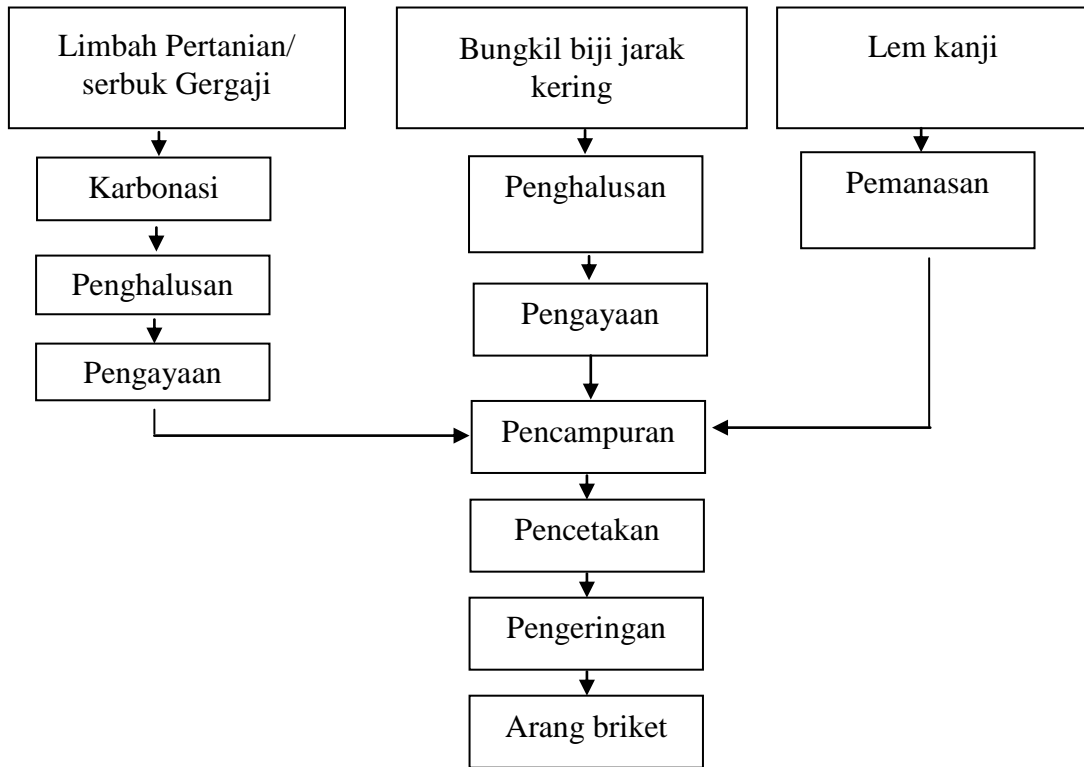 Limbah Pertanian/
serbuk Gergaji
Bungkil biji jarak
kering
Lem kanji
Karbonasi
Penghalusan
Pemanasan
Penghalusan
Pengayaan
Pengayaan
Pencampuran
Pencetakan
Pengeringan
Arang briket